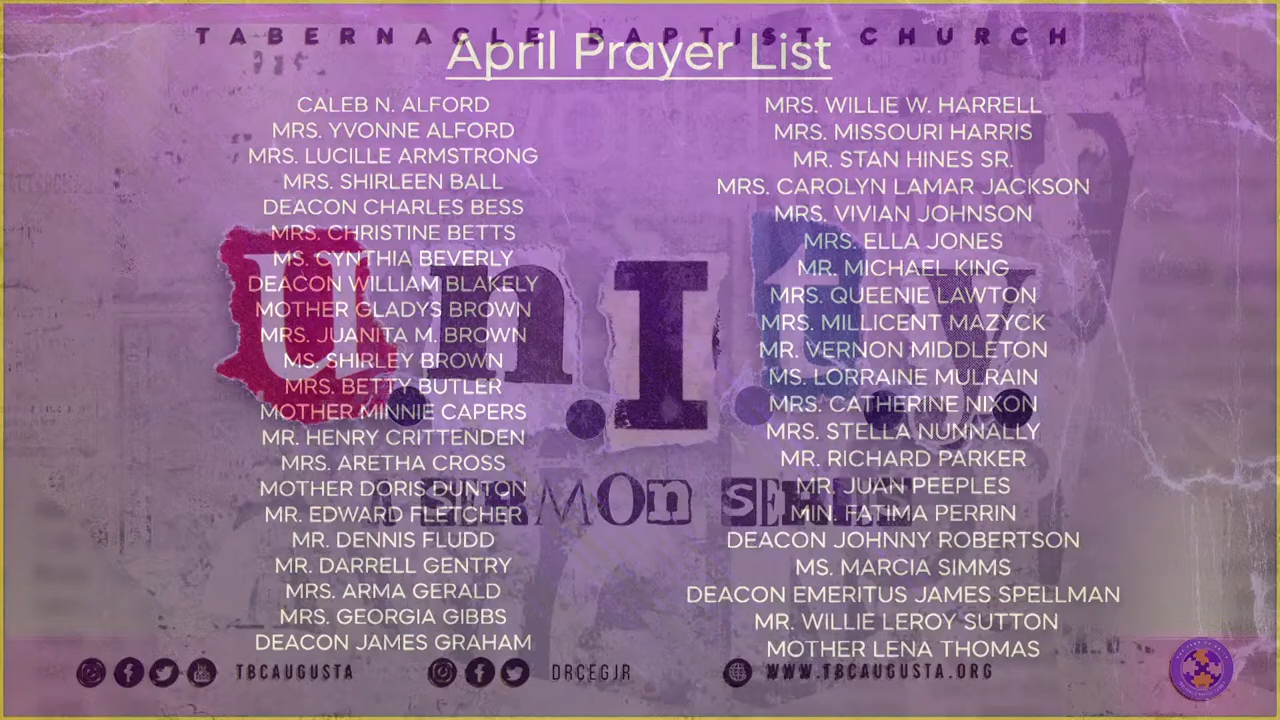 TABERNACLE BAPTIST CHURCH
April Prayer List
CALEB N. ALFORD
MRS. YVONNE ALFORD
MRS. LUCILLE ARMSTRONG
MRS. SHIRLEEN BALL
DEACON CHARLES BESS
MRS. CHRISTINE BETTS
MS. CYNTHIA BEVERLY
DEACON WILLIAM BLAKELY
MOTHER GLADYS BROWN
MRS. JUANITA M. BROWN
MS. SHIRLEY BROWN
MRS. BETTY BUTLER
MOTHER MINNIE CAPERS
MR. HENRY CRITTENDEN
MRS. ARETHA CROSS
MOTHER DORIS DUNTON
MR. EDWARD FLETCHER
MR. DENNIS FLUDD
MR. DARRELL GENTRY
MRS. ARMA GERALD
MRS. GEORGIA GIBBS
DEACON JAMES GRAHAM
MRS. WILLIE W. HARRELL
MRS. MISSOURI HARRIS
MR. STAN HINES SR.
MRS. CAROLYN LAMAR JACKSON
MRS. VIVIAN JOHNSON
MRS. ELLA JONES
MR. MICHAEL KING
MRS. QUEENIE LAWTON
MRS. MILLICENT MAZYCK
MR. VERNON MIDDLETON
MS. LORRAINE MULRAIN
MRS. CATHERINE NIXON
MRS. STELLA NUNNALLY
MR. RICHARD PARKER
MR. JUAN PEEPLES
MIN. FATIMA PERRIN
DEACON JOHNNY ROBERTSON
MS. MARCIA SIMMS
DEACON EMERITUS JAMES SPELLMAN
MR. WILLIE LEROY SUTTON
MOTHER LENA THOMAS
U.n.I.t.y.
A SERMOn SERIES
TBCAUGUSTA
DRCEGJR
WWW.TBCAUGUSTA.ORG